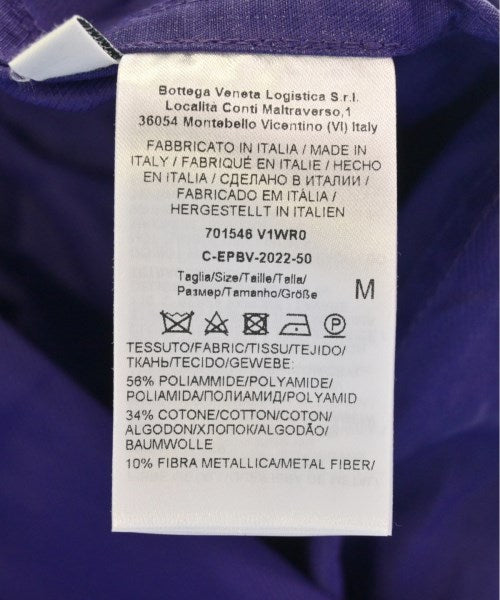 Bottega Veneta Logistica S.r.l.
Località Conti Maltraverso,1
36054 Montebello Vicentino (VI) Italy
FABBRICATO IN ITALIA / MADE IN
ITALY / FABRIQUÉ EN ITALIE / HECHO
EN ITALIA / СДЕЛАНО В ИТАЛИИ /
FABRICADO EM ITÁLIA /
HERGESTELLT IN ITALIEN
701546 V1WR0
C-EPBV-2022-50
Taglia/Size/Taille/Talla/
Размер/Tamanho/Größe M
TESSUTO/FABRIC/TISSU/TEJIDO/
ТКАНЬ/TECIDO/GEWEBE:
56% POLIAMMIDE/POLYAMIDE/
POLIAMIDA/ПОЛИАМИД/POLYAMID
34% COTONE/COTTON/COTON/
ALGODÓN/ХЛОПОК/ALGODÃO/
BAUMWOLLE
10% FIBRA METALLICA/METAL FIBER/